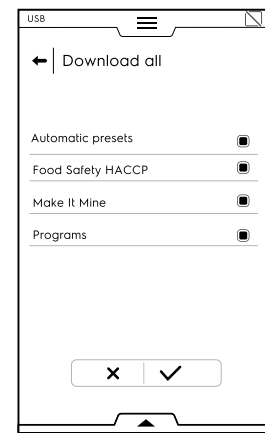 USB
Download all
Automatic presets
Food Safety HACCP
Make It Mine
Programs